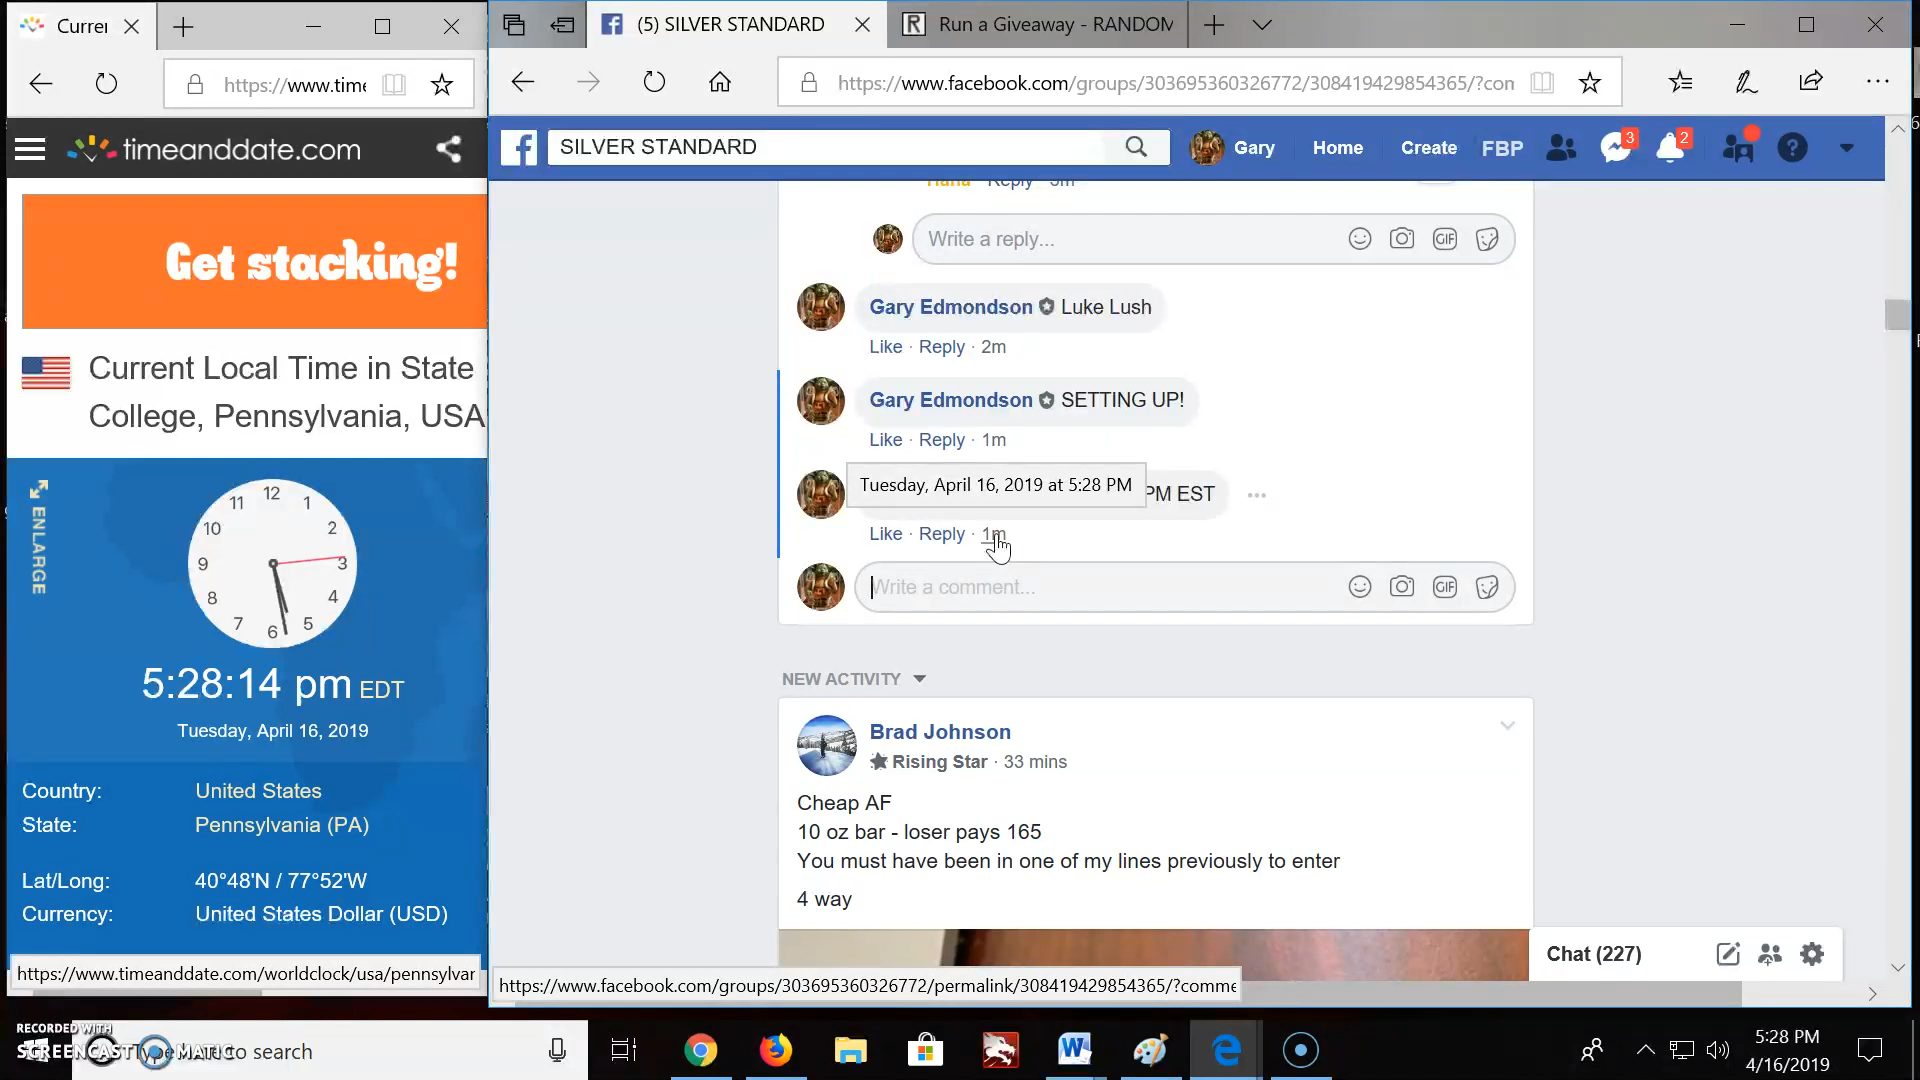 Currer
https://www.time
timeanddate.com
Get stacking!
Current Local Time in State
College, Pennsylvania, USA
ENLARGE
12
1
2
3
4
5
6
7
8
9
10
11
5:28:14 pm EDT
Tuesday, April 16, 2019
Country: United States
State: Pennsylvania (PA)
Lat/Long: 40°48'N / 77°52'W
Currency: United States Dollar (USD)
https://www.timeanddate.com/worldclock/usa/pennsylvar
(5) SILVER STANDARD
Run a Giveaway - RANDOM
https://www.facebook.com/groups/303695360326772/308419429854365/?con
SILVER STANDARD
Gary
Home
Create
FBP
3
2
Reply · 3m
Write a reply...
GIF
Gary Edmondson Luke Lush
Like · Reply · 2m
Gary Edmondson SETTING UP!
Like · Reply · 1m
Tuesday, April 16, 2019 at 5:28 PM
PM EST
Like · Reply · 1m
Write a comment...
GIF
NEW ACTIVITY
Brad Johnson
Rising Star · 33 mins
Cheap AF
10 oz bar - loser pays 165
You must have been in one of my lines previously to enter
4 way
Chat (227)
https://www.facebook.com/groups/303695360326772/permalink/308419429854365/?comme
RECORDED WITH
SCREENCAST MATIC
to search
5:28 PM
4/16/2019